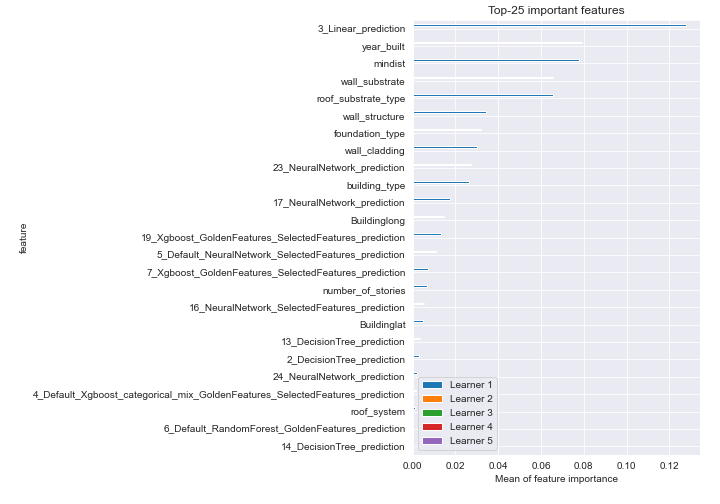 Top-25 important features
3_Linear_prediction
year_built
mindist
wall_substrate
roof_substrate_type
wall_structure
foundation_type
wall_cladding
23_NeuralNetwork_prediction
building_type
17_NeuralNetwork_prediction
Buildinglong
19_Xgboost_GoldenFeatures_SelectedFeatures_prediction
5_Default_NeuralNetwork_SelectedFeatures_prediction
7_Xgboost_GoldenFeatures_SelectedFeatures_prediction
number_of_stories
16_NeuralNetwork_SelectedFeatures_prediction
Buildinglat
13_DecisionTree_prediction
2_DecisionTree_prediction
24_NeuralNetwork_prediction
4_Default_Xgboost_categorical_mix_GoldenFeatures_SelectedFeatures_prediction
roof_system
6_Default_RandomForest_GoldenFeatures_prediction
14_DecisionTree_prediction
feature
Learner 1
Learner 2
Learner 3
Learner 4
Learner 5
0.00 0.02 0.04 0.06 0.08 0.10 0.12
Mean of feature importance